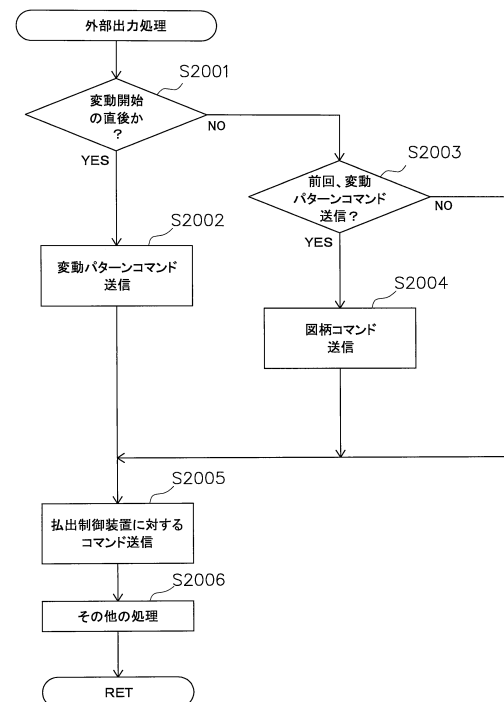 外部出力処理
S2001
変動開始
の直後か
?
NO
YES
S2003
前回、変動
パターンコマンド
送信?
NO
YES
S2002
変動パターンコマンド
送信
S2004
図柄コマンド
送信
S2005
払出制御装置に対する
コマンド送信
S2006
その他の処理
RET